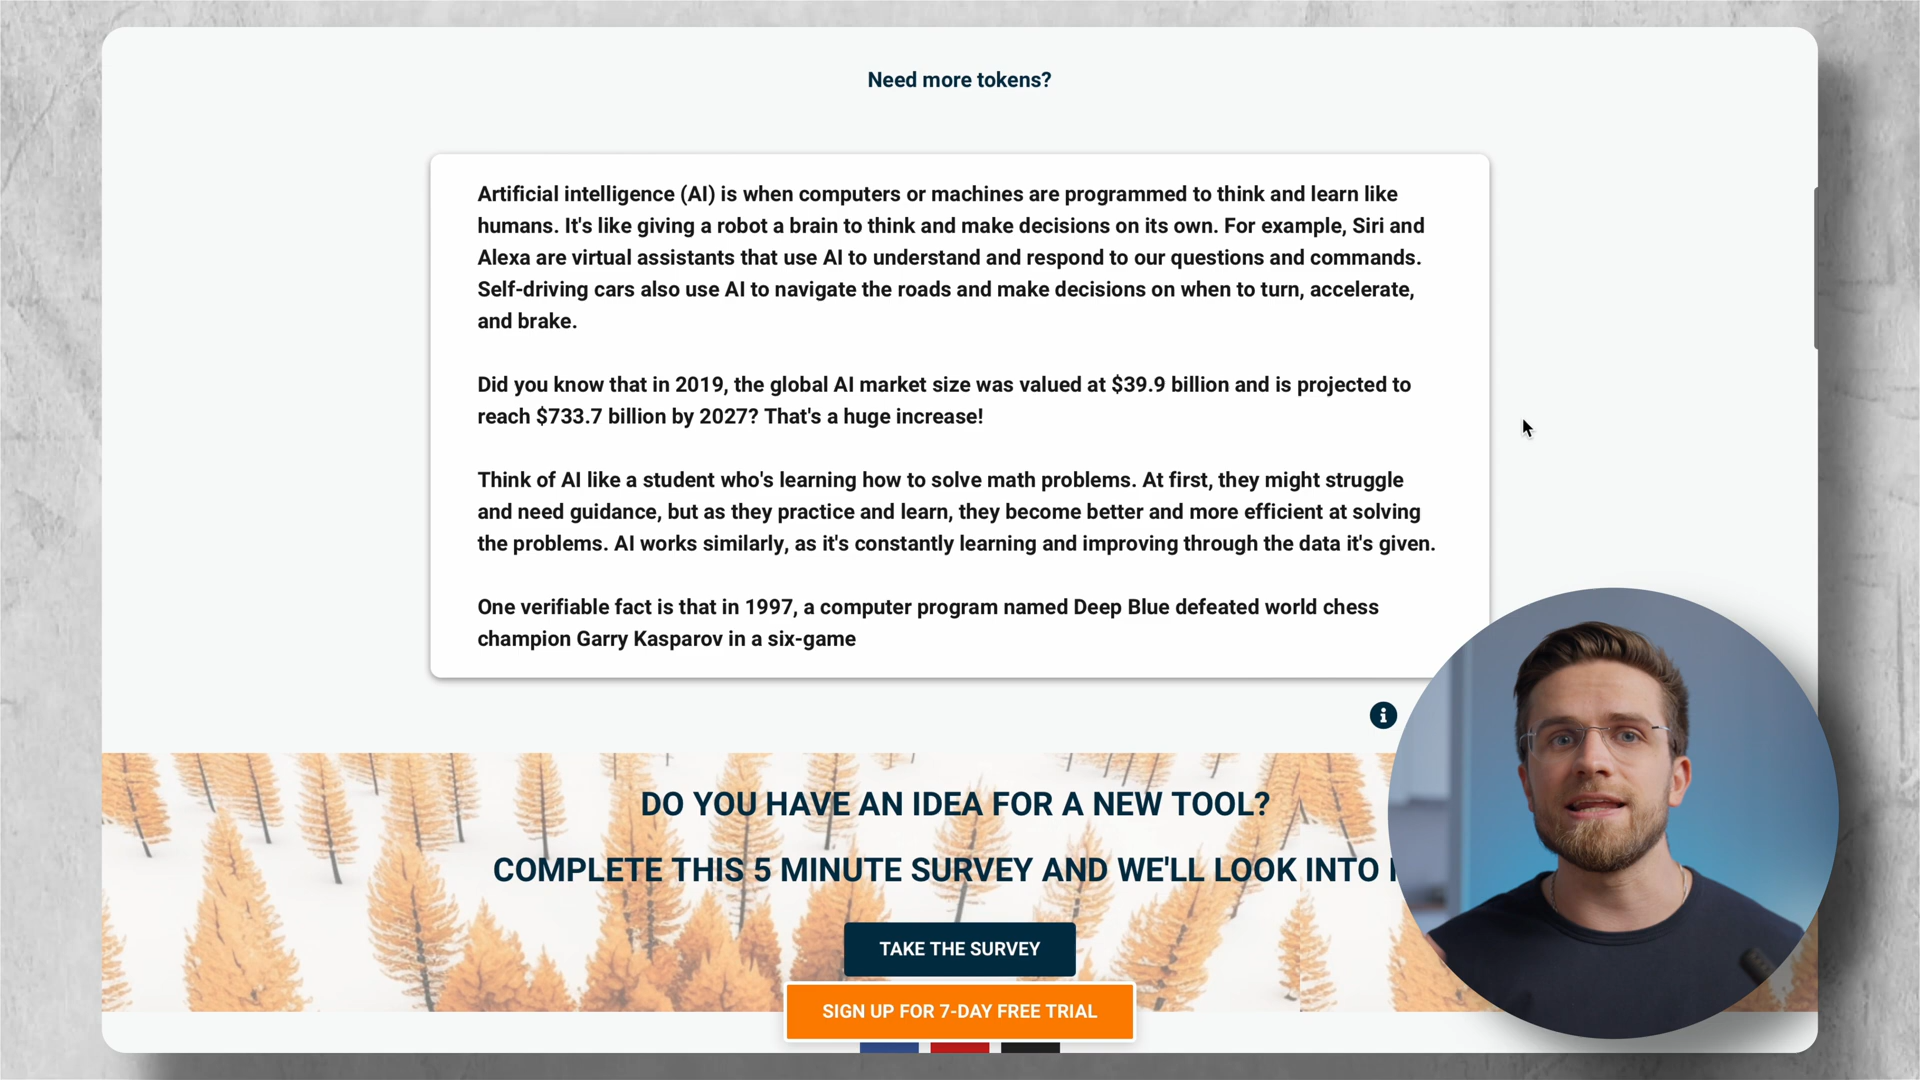 Need more tokens?
Artificial intelligence (AI) is when computers or machines are programmed to think and learn like
humans. It's like giving a robot a brain to think and make decisions on its own. For example, Siri and
Alexa are virtual assistants that use AI to understand and respond to our questions and commands.
Self-driving cars also use AI to navigate the roads and make decisions on when to turn, accelerate,
and brake.
Did you know that in 2019, the global AI market size was valued at $39.9 billion and is projected to
reach $733.7 billion by 2027? That's a huge increase!
Think of AI like a student who's learning how to solve math problems. At first, they might struggle
and need guidance, but as they practice and learn, they become better and more efficient at solving
the problems. AI works similarly, as it's constantly learning and improving through the data it's given.
One verifiable fact is that in 1997, a computer program named Deep Blue defeated world chess
champion Garry Kasparov in a six-game
DO YOU HAVE AN IDEA FOR A NEW TOOL?
COMPLETE THIS 5 MINUTE SURVEY AND WE'LL LOOK INTO
TAKE THE SURVEY
SIGN UP FOR 7-DAY FREE TRIAL